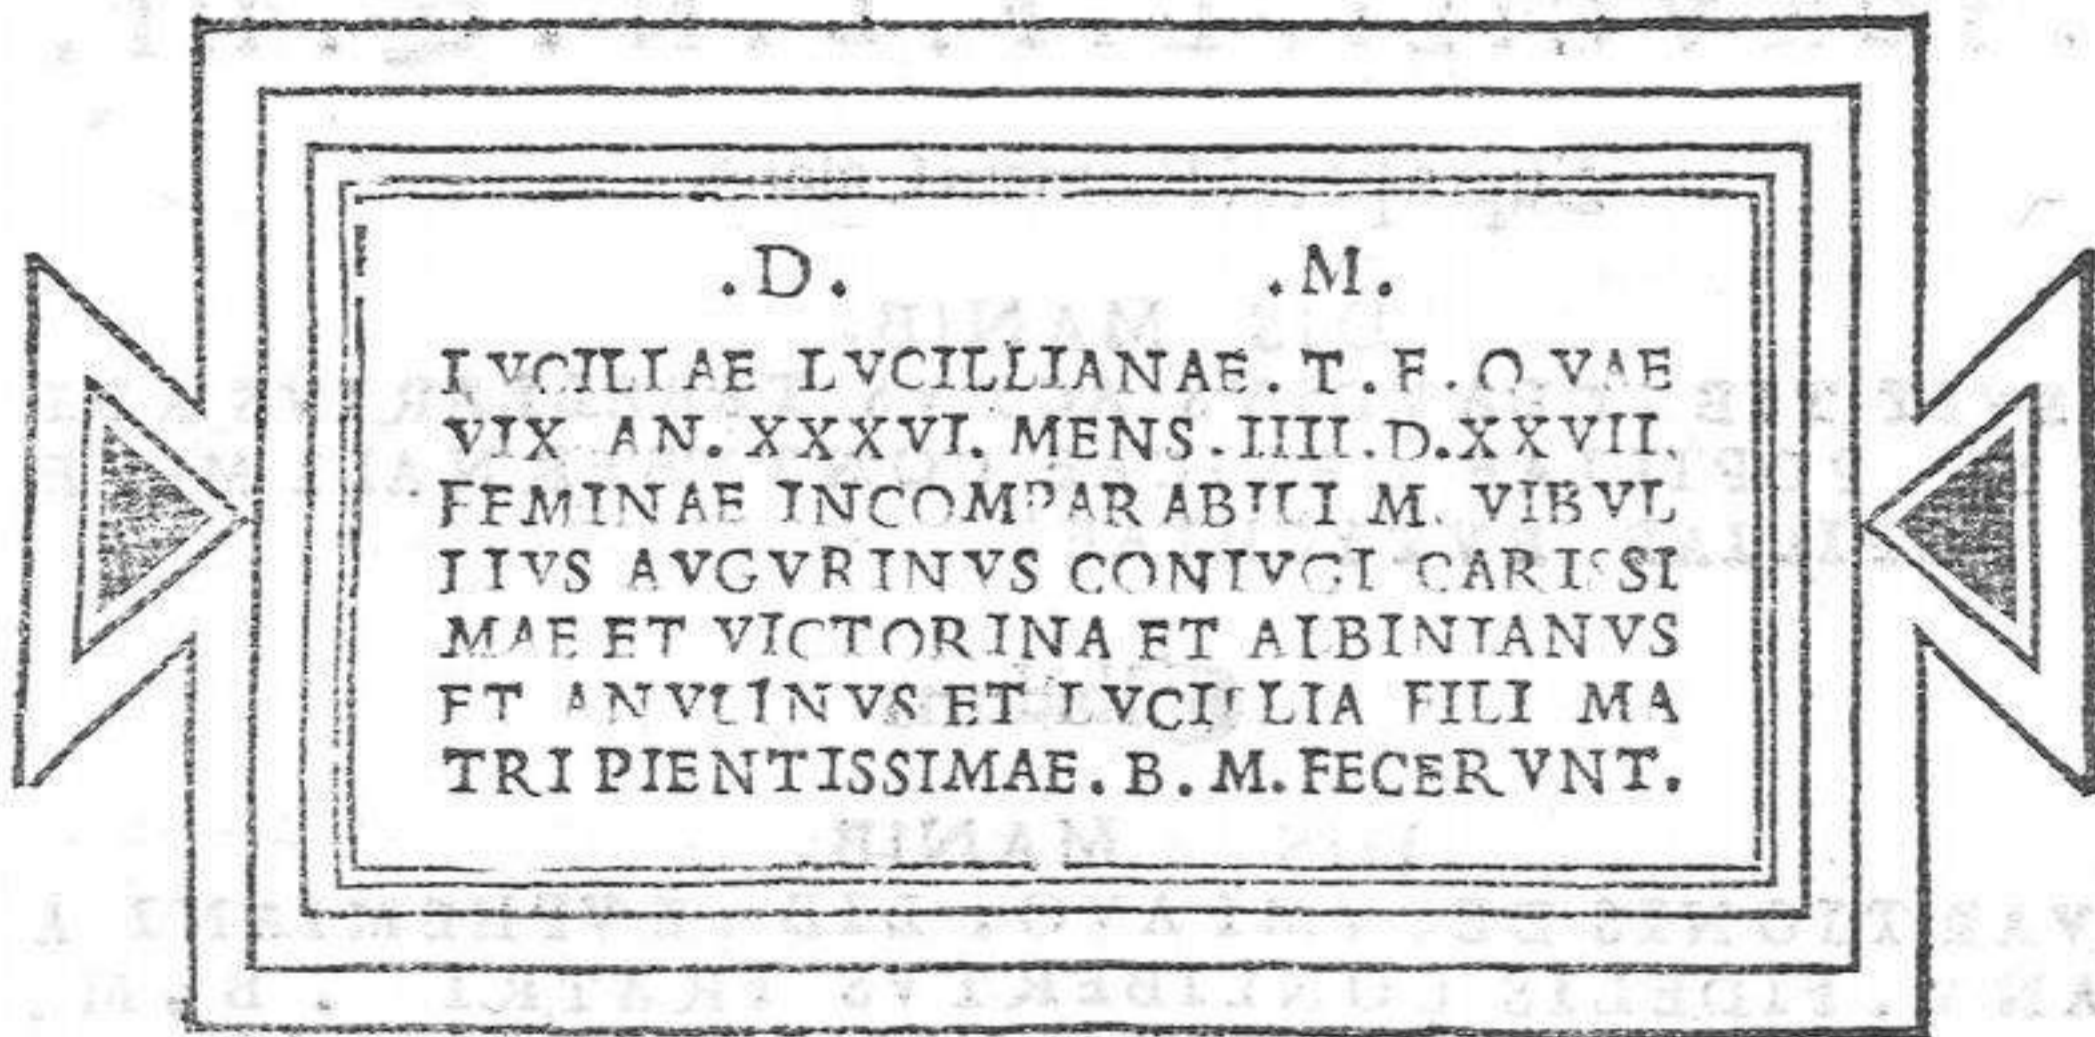 .D. .M.
LVCILIAE LVCILLIANAE. T. F. QVAE
VIX AN. XXXVI. MENS. IIII. D. XXVII.
FEMINAE INCOMPARABILI M. VIBVL
LIVS AVGVRINVS CONIVGI CARISSI
MAE ET VICTORINA ET ALBINIANVS
ET ANVLINVS ET LVCILLIA FILI MA
TRI PIENTISSIMAE. B. M. FECERVNT.